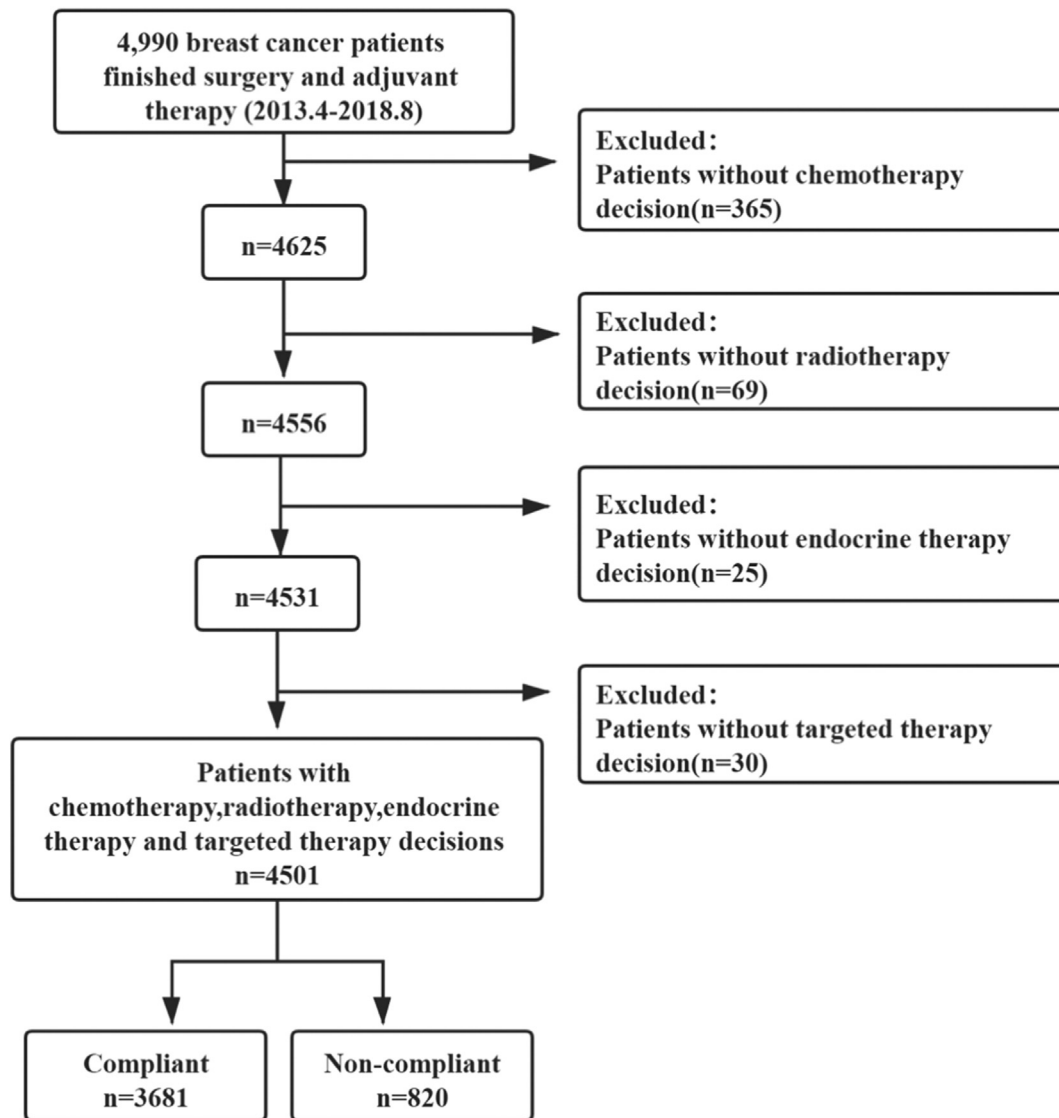 4,990 breast cancer patients
finished surgery and adjuvant
therapy (2013.4-2018.8)
Excluded:
Patients without chemotherapy
decision(n=365)
n=4625
Excluded:
Patients without radiotherapy
decision(n=69)
n=4556
Excluded:
Patients without endocrine therapy
decision(n=25)
n=4531
Excluded:
Patients without targeted therapy
decision(n=30)
Patients with
chemotherapy,radiotherapy,endocrine
therapy and targeted therapy decisions
n=4501
Compliant
n=3681
Non-compliant
n=820